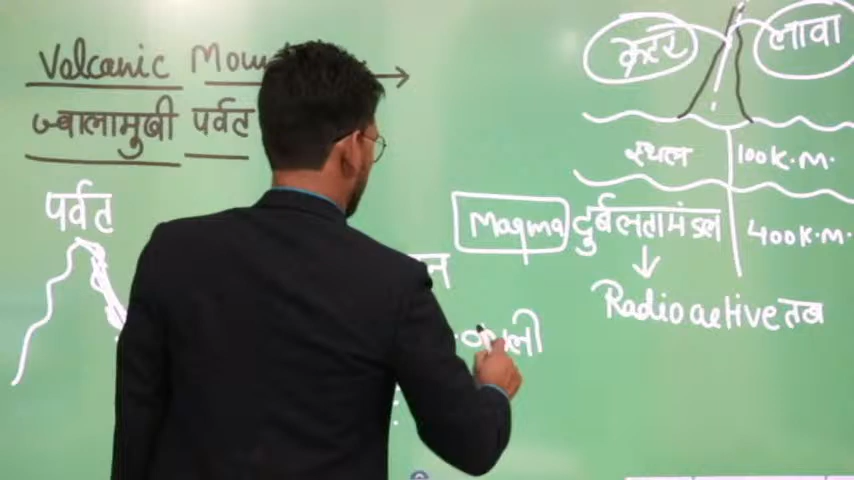 Volcanic
ज्वालामुखी पर्वत
पर्वत
क्रेटर
लावा
स्थल 100K.M.
Magma दुर्बलतामंडल 400K.M.
Radioactive तत्व